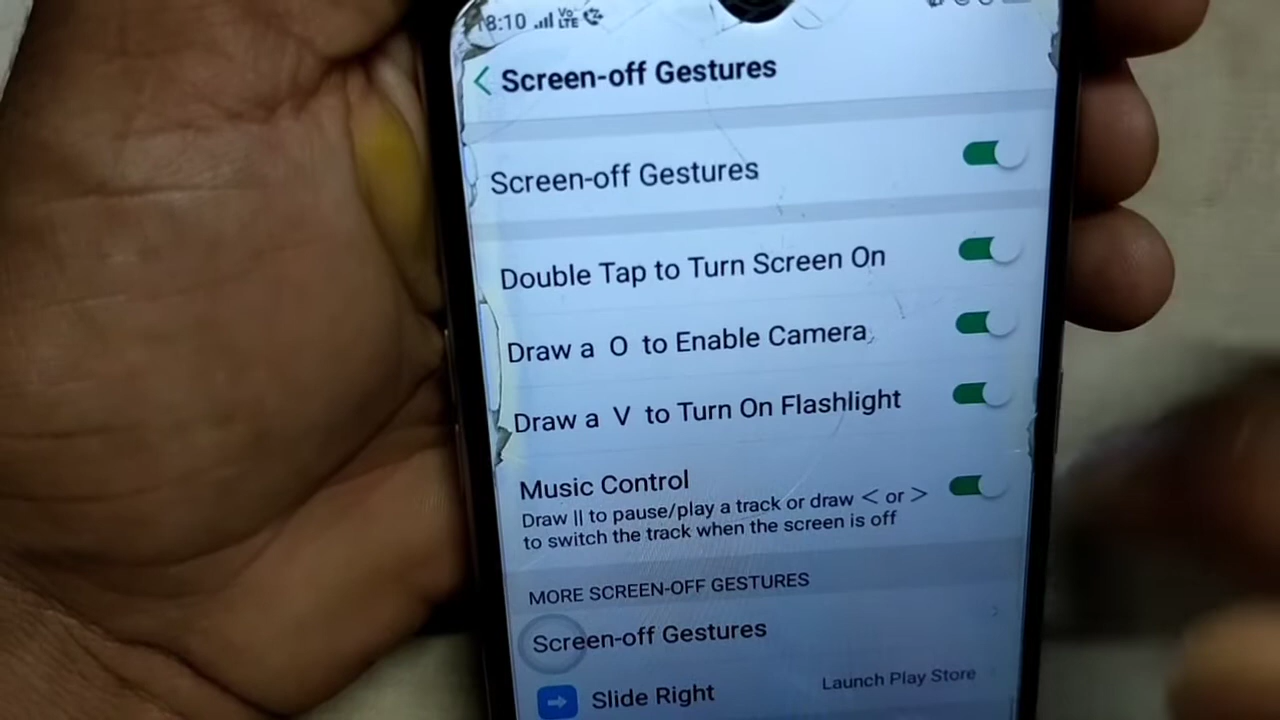 8:10 Vo LTE
Screen-off Gestures
Screen-off Gestures
Double Tap to Turn Screen On
Draw a O to Enable Camera
Draw a V to Turn On Flashlight
Music Control
Draw || to pause/play a track or draw < or >
to switch the track when the screen is off
MORE SCREEN-OFF GESTURES
Screen-off Gestures
Slide Right Launch Play Store